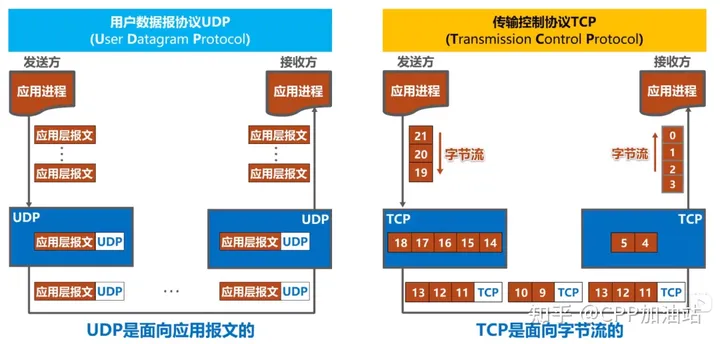 用户数据报协议UDP
(User Datagram Protocol)
发送方
接收方
应用进程
应用进程
应用层报文
应用层报文
应用层报文
应用层报文
UDP
UDP
应用层报文 UDP
应用层报文 UDP
应用层报文 UDP
...
应用层报文 UDP
UDP是面向应用报文的
传输控制协议TCP
(Transmission Control Protocol)
发送方
接收方
应用进程
应用进程
21
20
19
字节流
字节流
0
1
2
3
TCP
TCP
18 17 16 15 14
5 4
13 12 11 TCP
10 9 TCP
13 12 11 TCP
TCP是面向字节流的
知乎 @CPP加油站